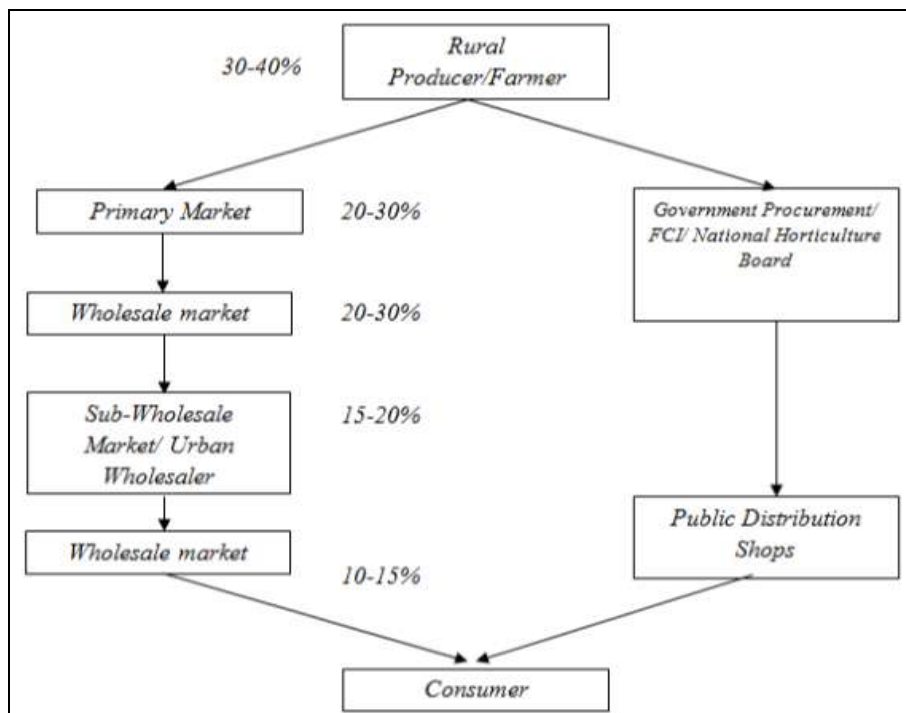 30-40%
Rural
Producer/Farmer
Primary Market
20-30%
Government Procurement/
FCI/ National Horticulture
Board
Wholesale market
20-30%
Sub-Wholesale
Market/ Urban
Wholesaler
15-20%
Public Distribution
Shops
Wholesale market
10-15%
Consumer